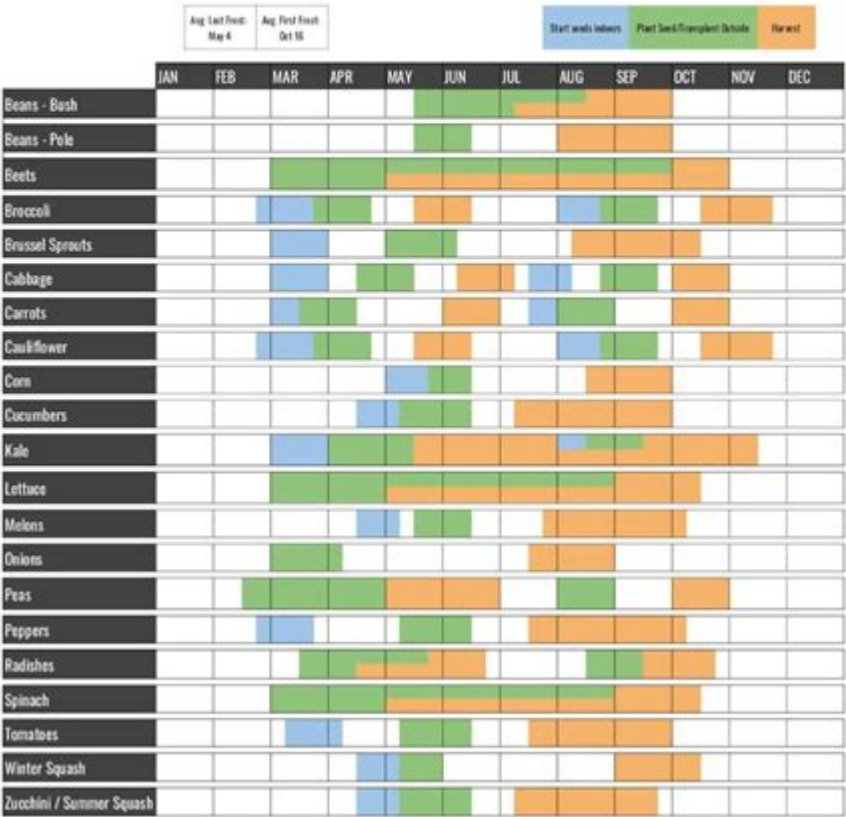 Avg. Last Frost:
May 4
Avg. First Frost:
Oct 16
Start seeds indoors
Plant Seed/Transplant Outside
Harvest
JAN FEB MAR APR MAY JUN JUL AUG SEP OCT NOV DEC
Beans - Bush
Beans - Pole
Beets
Broccoli
Brussel Sprouts
Cabbage
Carrots
Cauliflower
Corn
Cucumbers
Kale
Lettuce
Melons
Onions
Peas
Peppers
Radishes
Spinach
Tomatoes
Winter Squash
Zucchini / Summer Squash